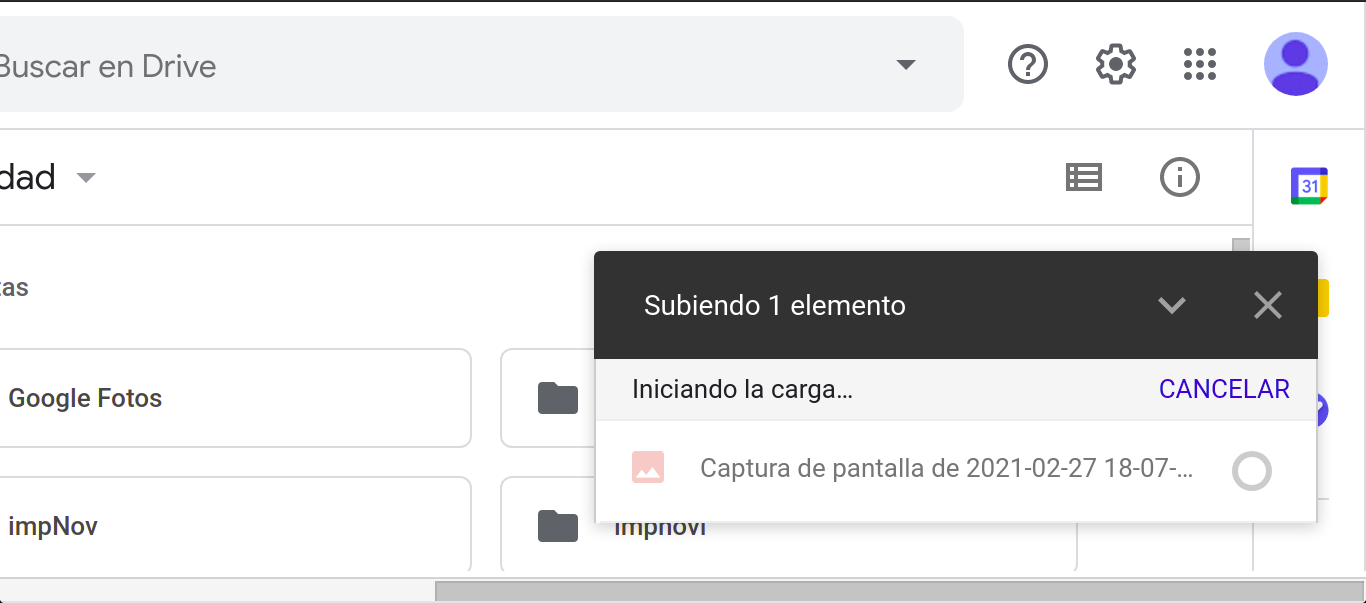 Buscar en Drive
dad
31
tas
Subiendo 1 elemento
Google Fotos
Iniciando la carga…
CANCELAR
Captura de pantalla de 2021-02-27 18-07-…
impNov
impnovi